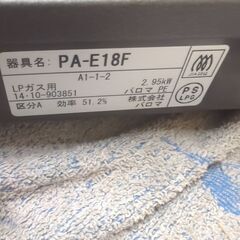 器具名: PA-E18F
A1-1-2
LPガス用 2.95kW
14.10-903851 パロマ PE
区分A 効率 51.2% 株式会社
パロマ
PS
LPG